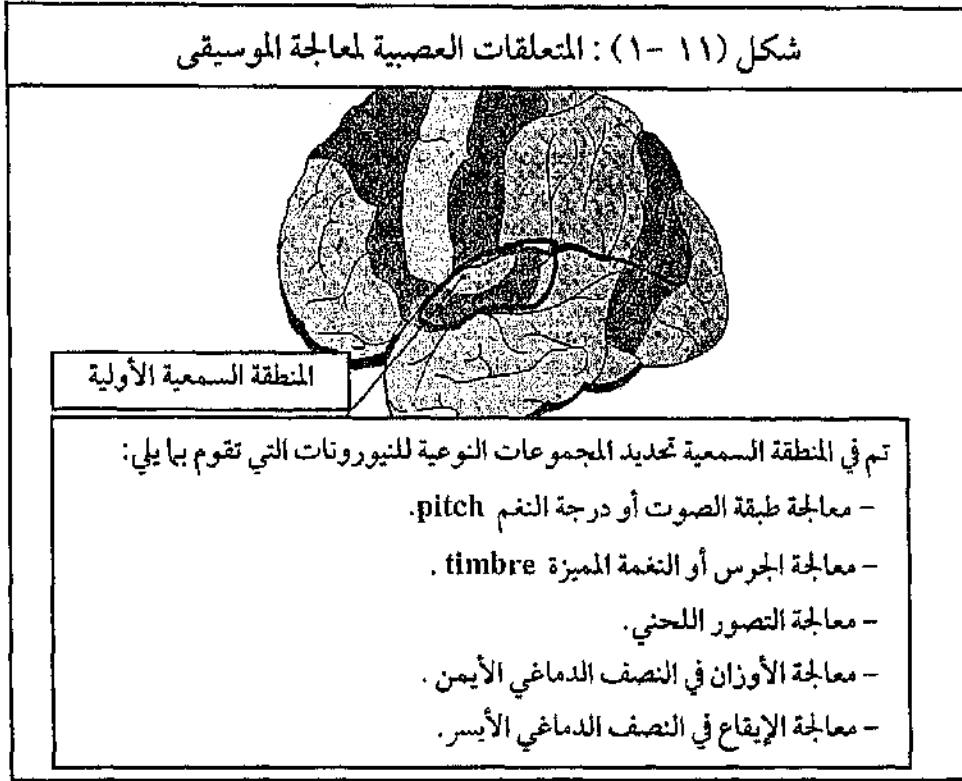 شكل (١١ -١) : المتعلقات العصبية لمعالجة الموسيقى
المنطقة السمعية الأولية
تم في المنطقة السمعية تحديد المجموعات النوعية للنيورونات التي تقوم بما يلي:
– معالجة طبقة الصوت أو درجة النغم pitch.
– معالجة الجرس أو النغمة المميزة timbre .
– معالجة التصور اللحني.
– معالجة الأوزان في النصف الدماغي الأيمن .
– معالجة الإيقاع في النصف الدماغي الأيسر.